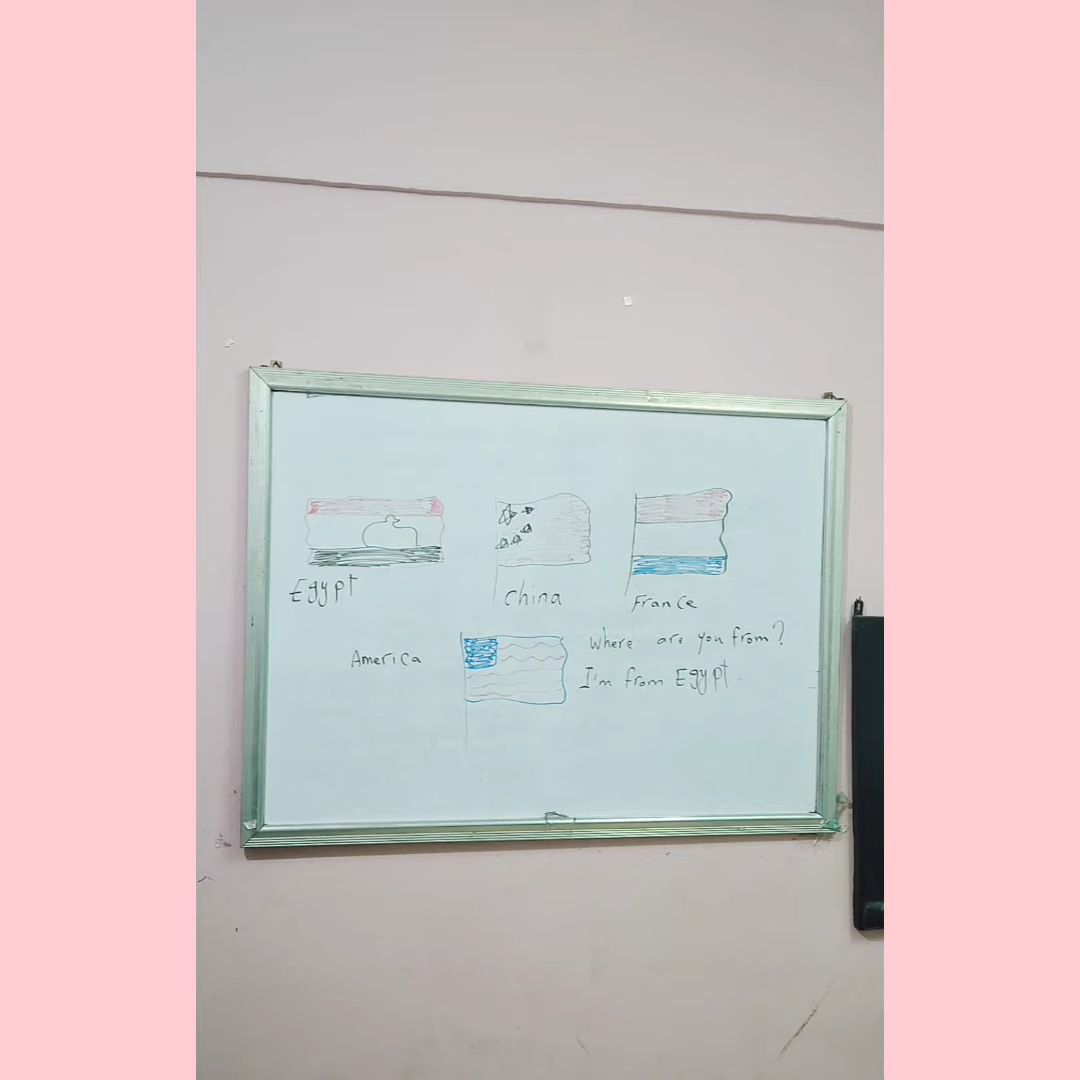 Egypt
China
France
America
Where are you from?
I'm from Egypt.